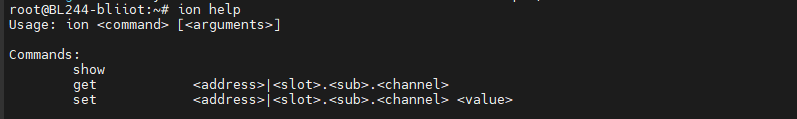 root@BL244-bliiot:~# ion help
Usage: ion <command> [<arguments>]
Commands:
show
get <address>|<slot>.<sub>.<channel>
set <address>|<slot>.<sub>.<channel> <value>